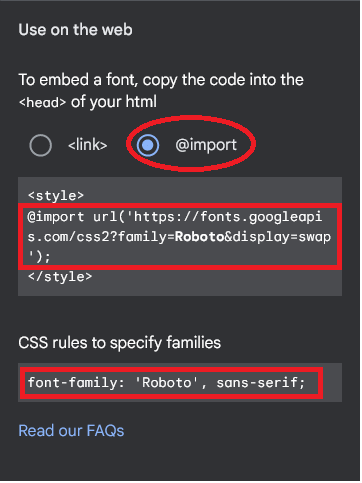 Use on the web
To embed a font, copy the code into the
<head> of your html
<link>
@import
<style>
@import url('https://fonts.googleapi
s.com/css2?family=Roboto&display=swap
');
</style>
CSS rules to specify families
font-family: 'Roboto', sans-serif;
Read our FAQs